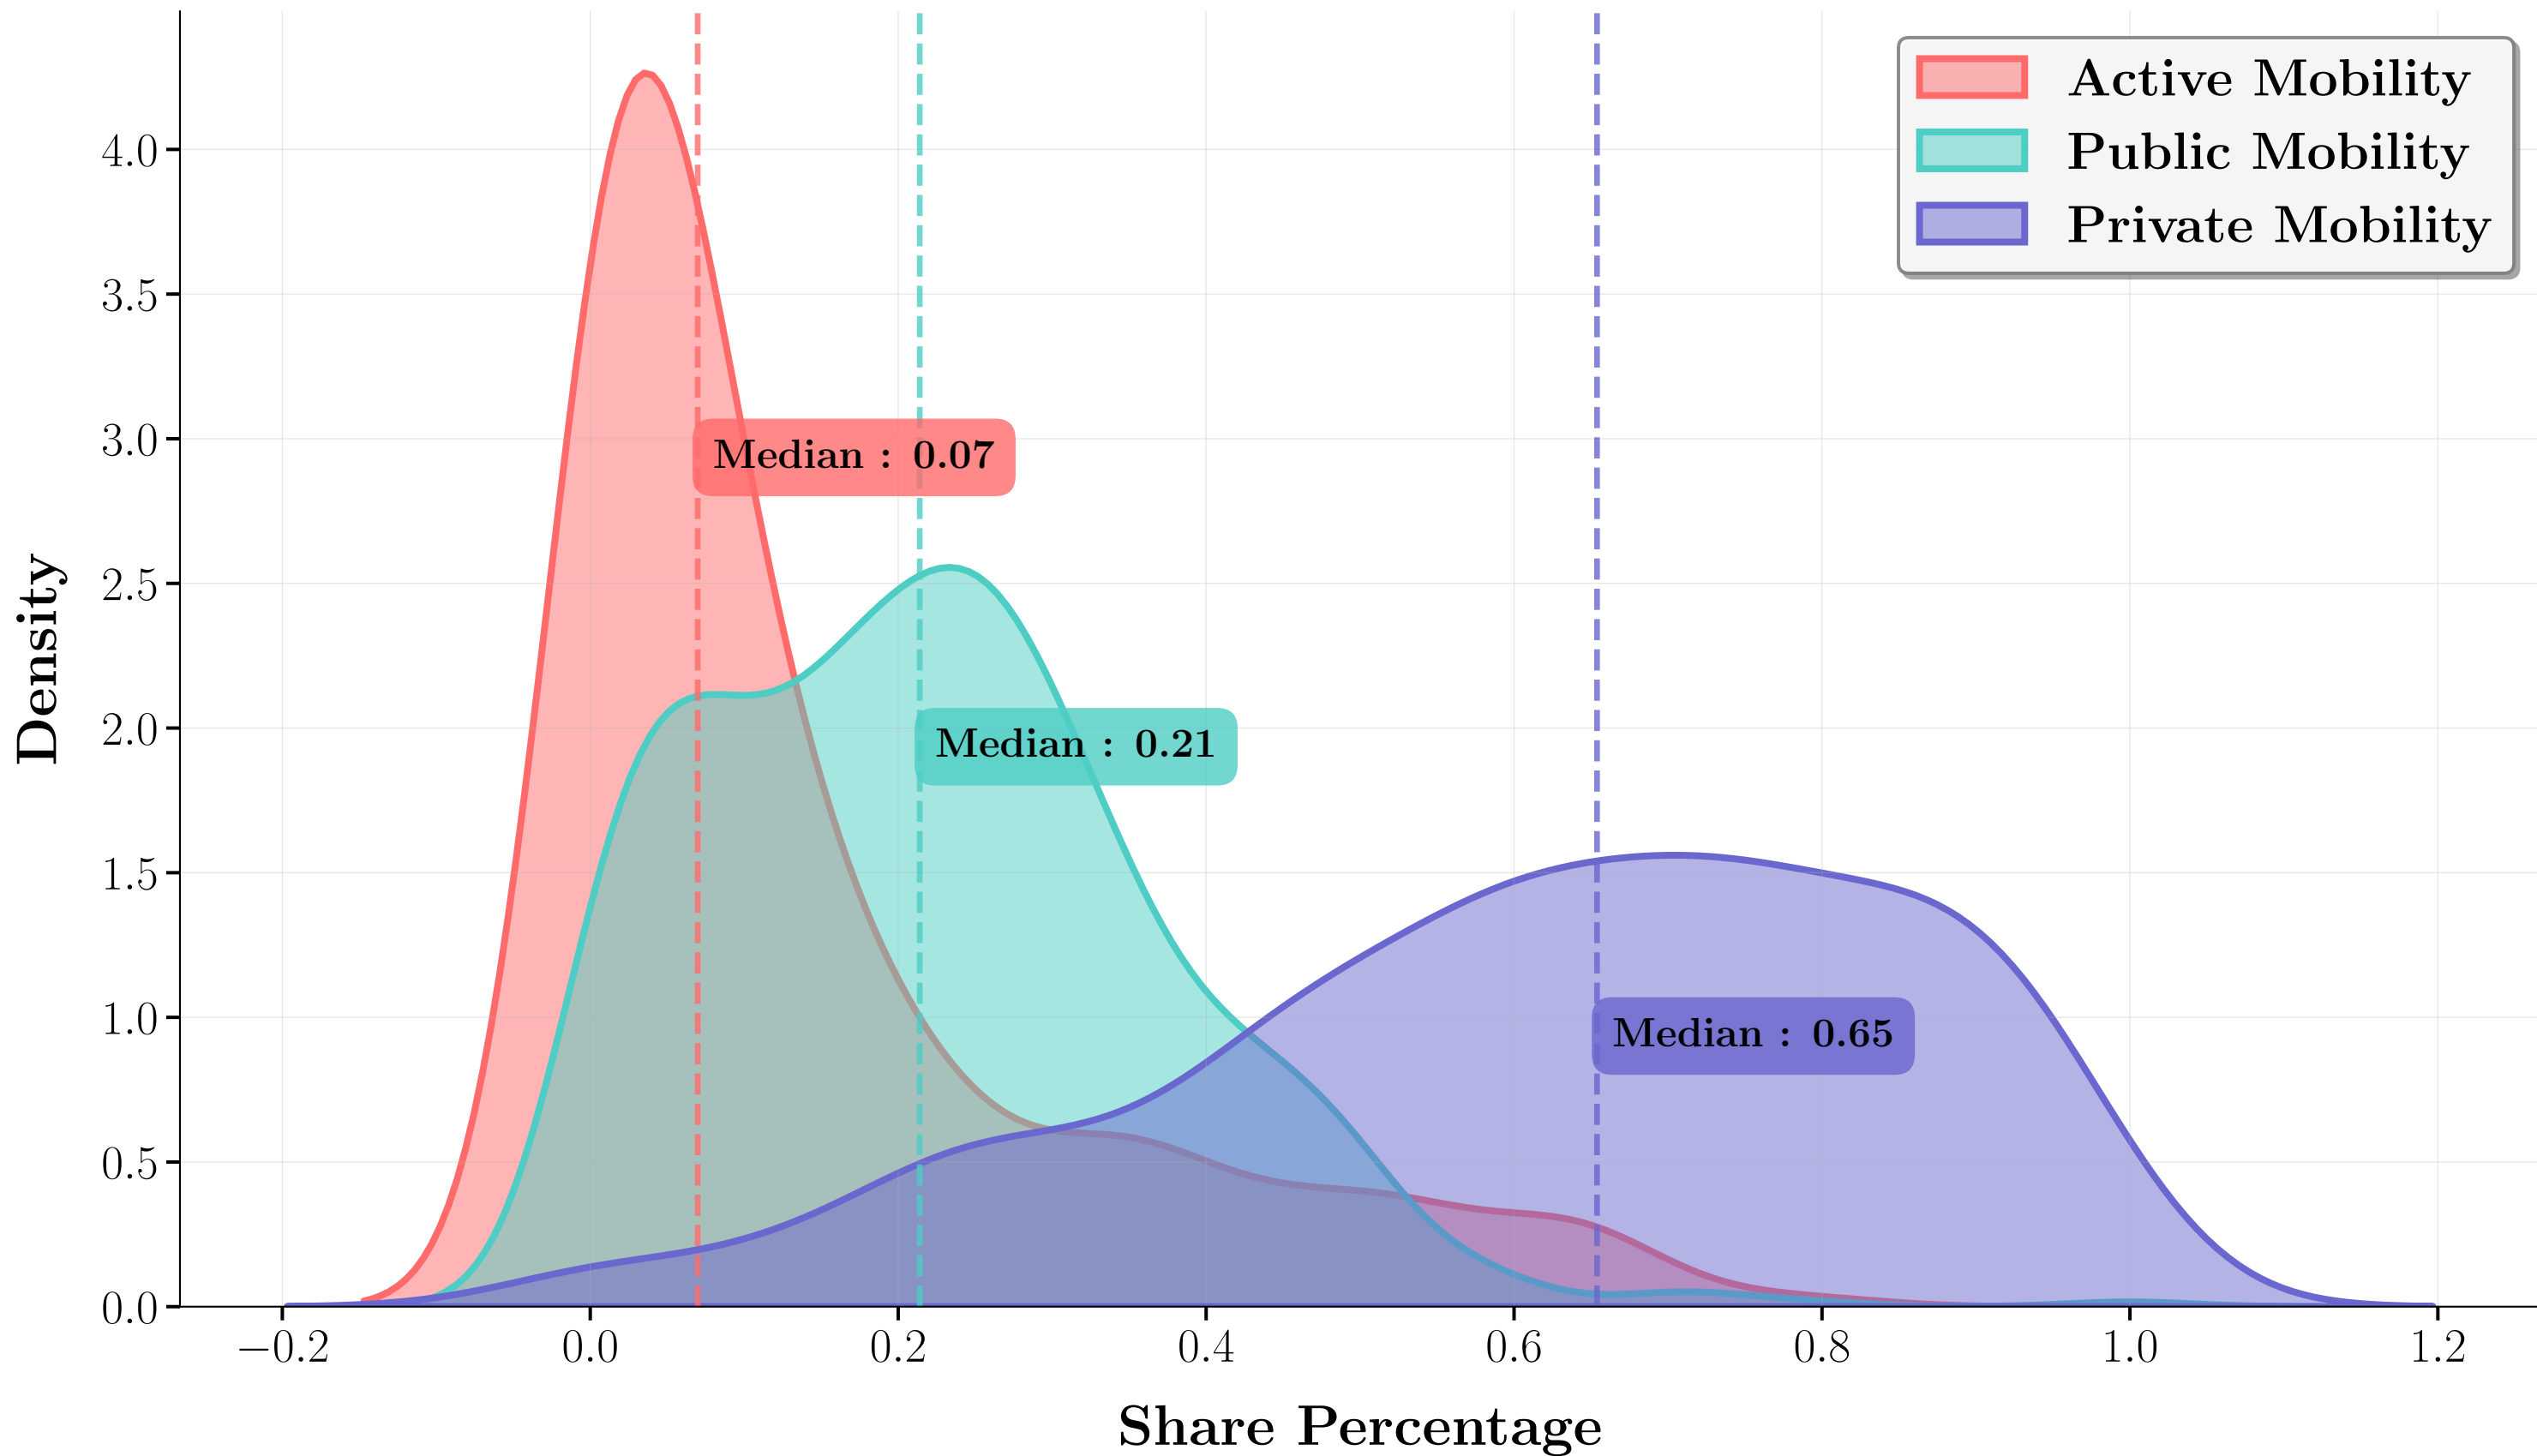 Active Mobility
Public Mobility
Private Mobility
Density
4.0
3.5
3.0
2.5
2.0
1.5
1.0
0.5
0.0
Median : 0.07
Median : 0.21
Median : 0.65
−0.2 0.0 0.2 0.4 0.6 0.8 1.0 1.2
Share Percentage